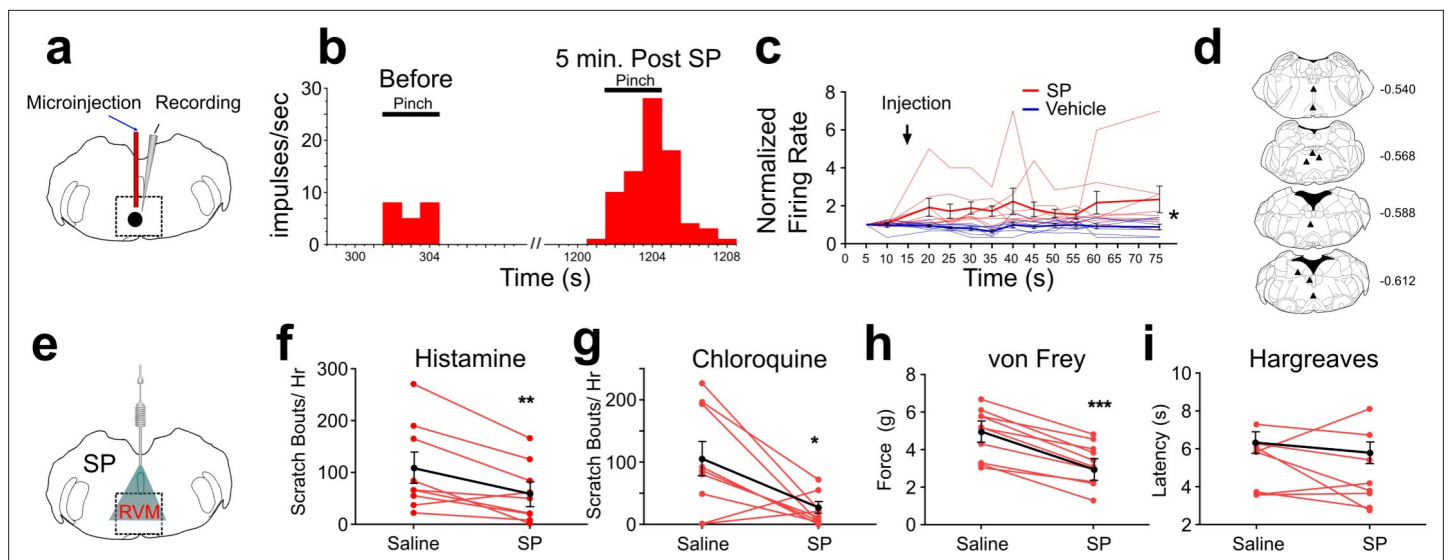 a
Microinjection Recording
b
Before
Pinch
5 min. Post SP
Pinch
impulses/sec
30
20
10
0
300 304 // 1200 1204 1208
Time (s)
c
Injection
SP
Vehicle
Normalized
Firing Rate
8
6
4
2
0
*
0 5 10 15 20 25 30 35 40 45 50 55 60 65 70 75
Time (s)
d
-0.540
-0.568
-0.588
-0.612
e
SP
RVM
f
Histamine
Scratch Bouts/ Hr
300
200
100
0
**
Saline SP
g
Chloroquine
Scratch Bouts/ Hr
200
100
0
*
Saline SP
h
von Frey
Force (g)
8
6
4
2
0
***
Saline SP
i
Hargreaves
Latency (s)
10
8
6
4
2
Saline SP